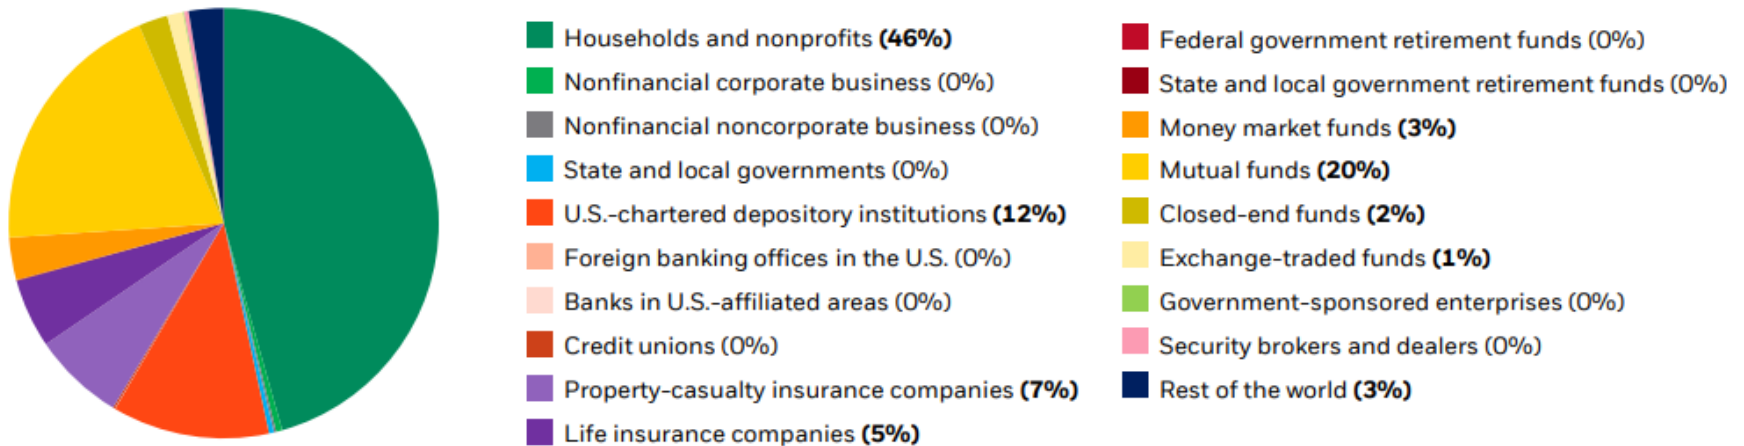 Households and nonprofits (46%)
Nonfinancial corporate business (0%)
Nonfinancial noncorporate business (0%)
State and local governments (0%)
U.S.-chartered depository institutions (12%)
Foreign banking offices in the U.S. (0%)
Banks in U.S.-affiliated areas (0%)
Credit unions (0%)
Property-casualty insurance companies (7%)
Life insurance companies (5%)
Federal government retirement funds (0%)
State and local government retirement funds (0%)
Money market funds (3%)
Mutual funds (20%)
Closed-end funds (2%)
Exchange-traded funds (1%)
Government-sponsored enterprises (0%)
Security brokers and dealers (0%)
Rest of the world (3%)